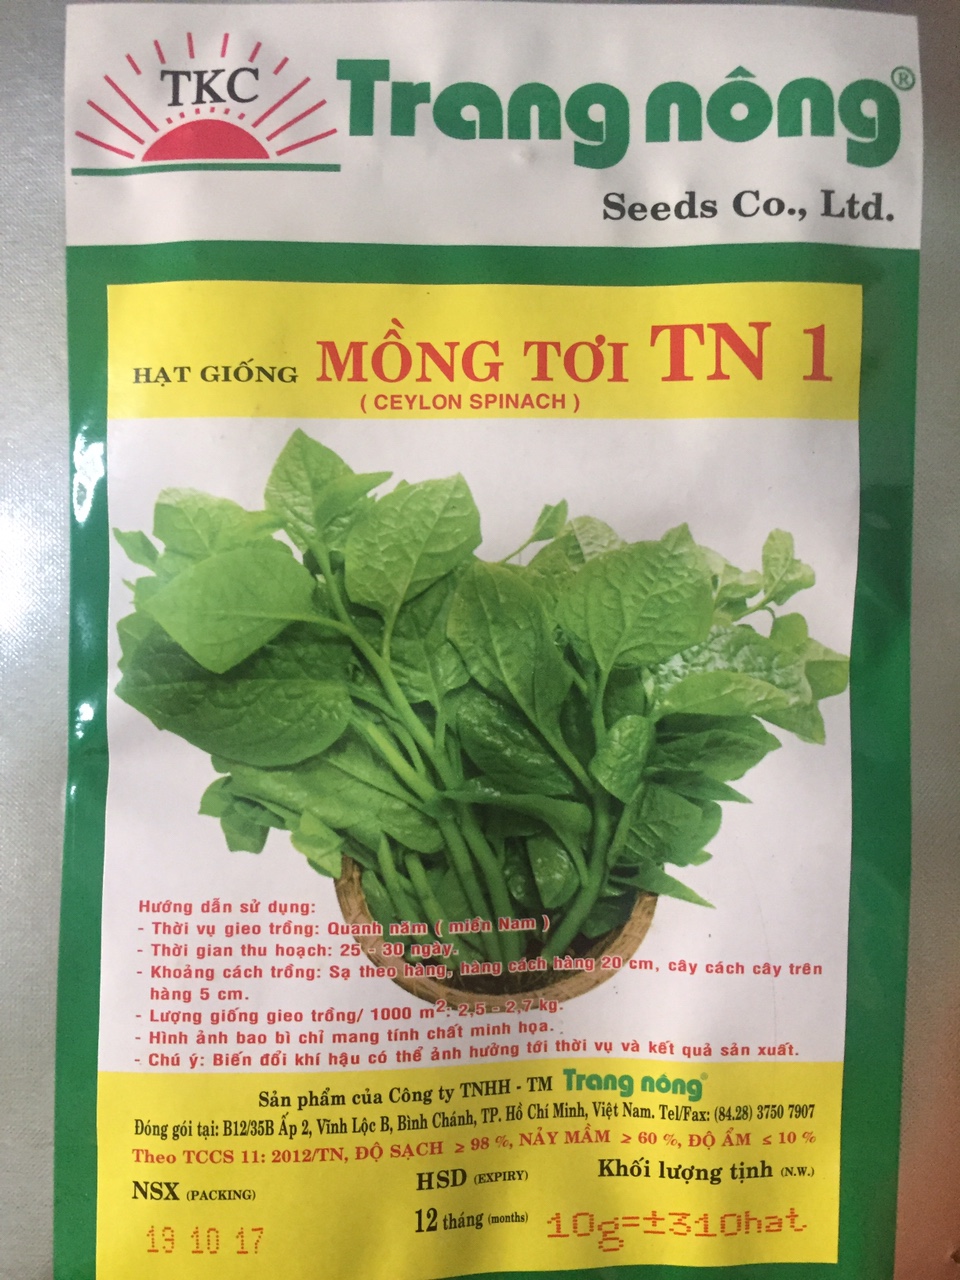 TKC
Trang nông®
Seeds Co., Ltd.
HẠT GIỐNG MỒNG TƠI TN 1
( CEYLON SPINACH )
Hướng dẫn sử dụng:
- Thời vụ gieo trồng: Quanh năm ( miền Nam )
- Thời gian thu hoạch: 25 - 30 ngày.
- Khoảng cách trồng: Sạ theo hàng, hàng cách hàng 20 cm, cây cách cây trên
hàng 5 cm.
- Lượng giống gieo trồng/ 1000 m²: 2,5 - 2,7 kg.
- Hình ảnh bao bì chỉ mang tính chất minh họa.
- Chú ý: Biến đổi khí hậu có thể ảnh hưởng tới thời vụ và kết quả sản xuất.
Sản phẩm của Công ty TNHH - TM Trang nông®
Đóng gói tại: B12/35B Ấp 2, Vĩnh Lộc B, Bình Chánh, TP. Hồ Chí Minh, Việt Nam. Tel/Fax: (84.28) 3750 7907
Theo TCCS 11: 2012/TN, ĐỘ SẠCH ≥ 98 %, NẢY MẦM ≥ 60 %, ĐỘ ẨM ≤ 10 %
NSX (PACKING) HSD (EXPIRY) Khối lượng tịnh (N.W.)
19 10 17 12 tháng (months) 10g=±310hat